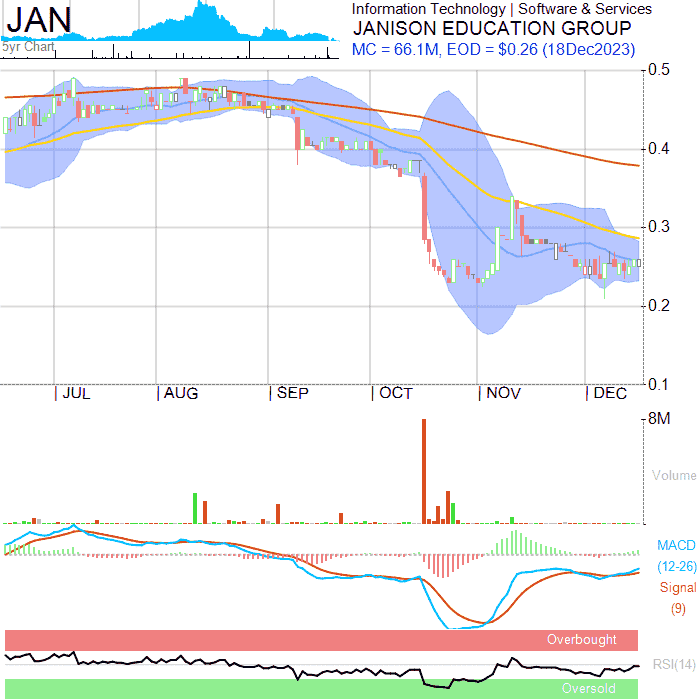 JAN
5yr Chart
Information Technology | Software & Services
JANISON EDUCATION GROUP
MC = 66.1M, EOD = $0.26 (18Dec2023)
0.5
0.4
0.3
0.2
0.1
| JUL | AUG | SEP | OCT | NOV | DEC
8M
Volume
MACD
(12-26)
Signal
(9)
Overbought
RSI(14)
Oversold